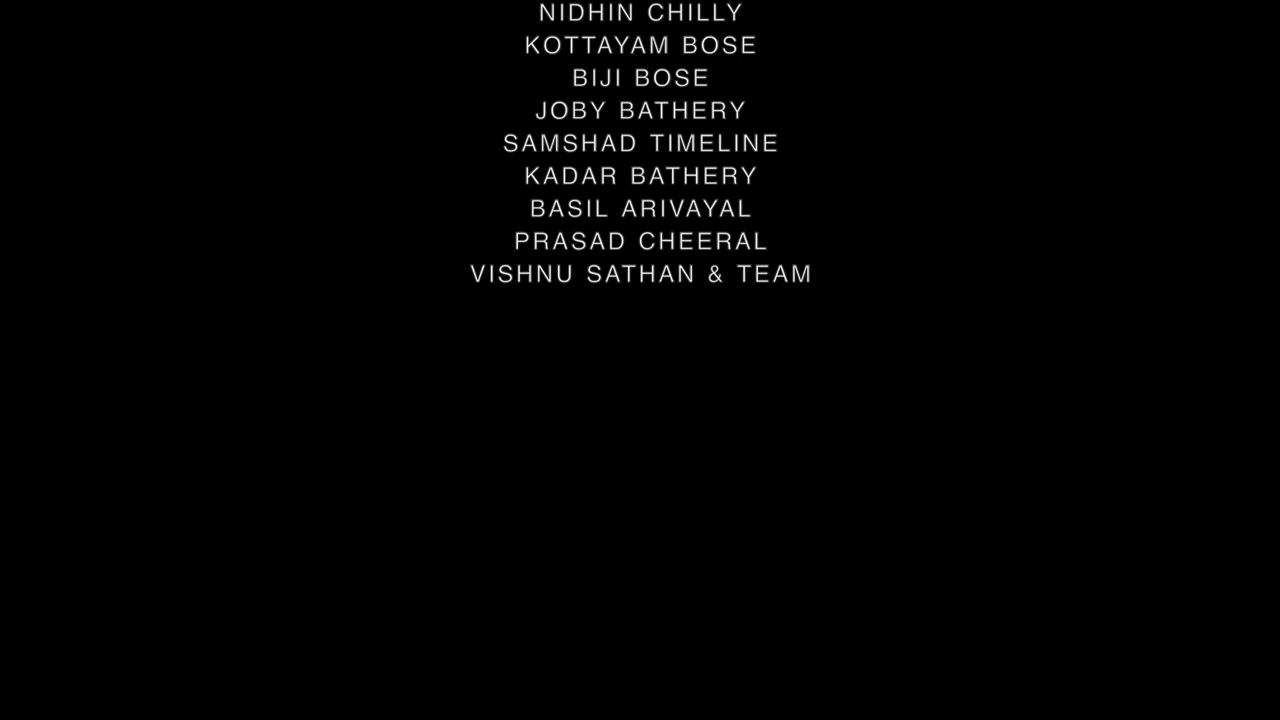 NIDHIN CHILLY
KOTTAYAM BOSE
BIJI BOSE
JOBY BATHERY
SAMSHAD TIMELINE
KADAR BATHERY
BASIL ARIVAYAL
PRASAD CHEERAL
VISHNU SATHAN & TEAM